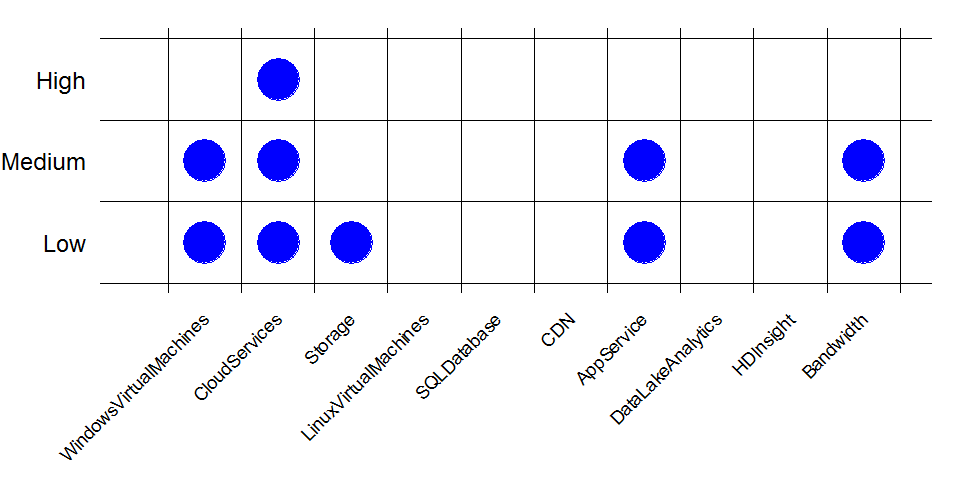 High
Medium
Low
WindowsVirtualMachines
CloudServices
Storage
LinuxVirtualMachines
SQLDatabase
CDN
AppService
DataLakeAnalytics
HDInsight
Bandwidth